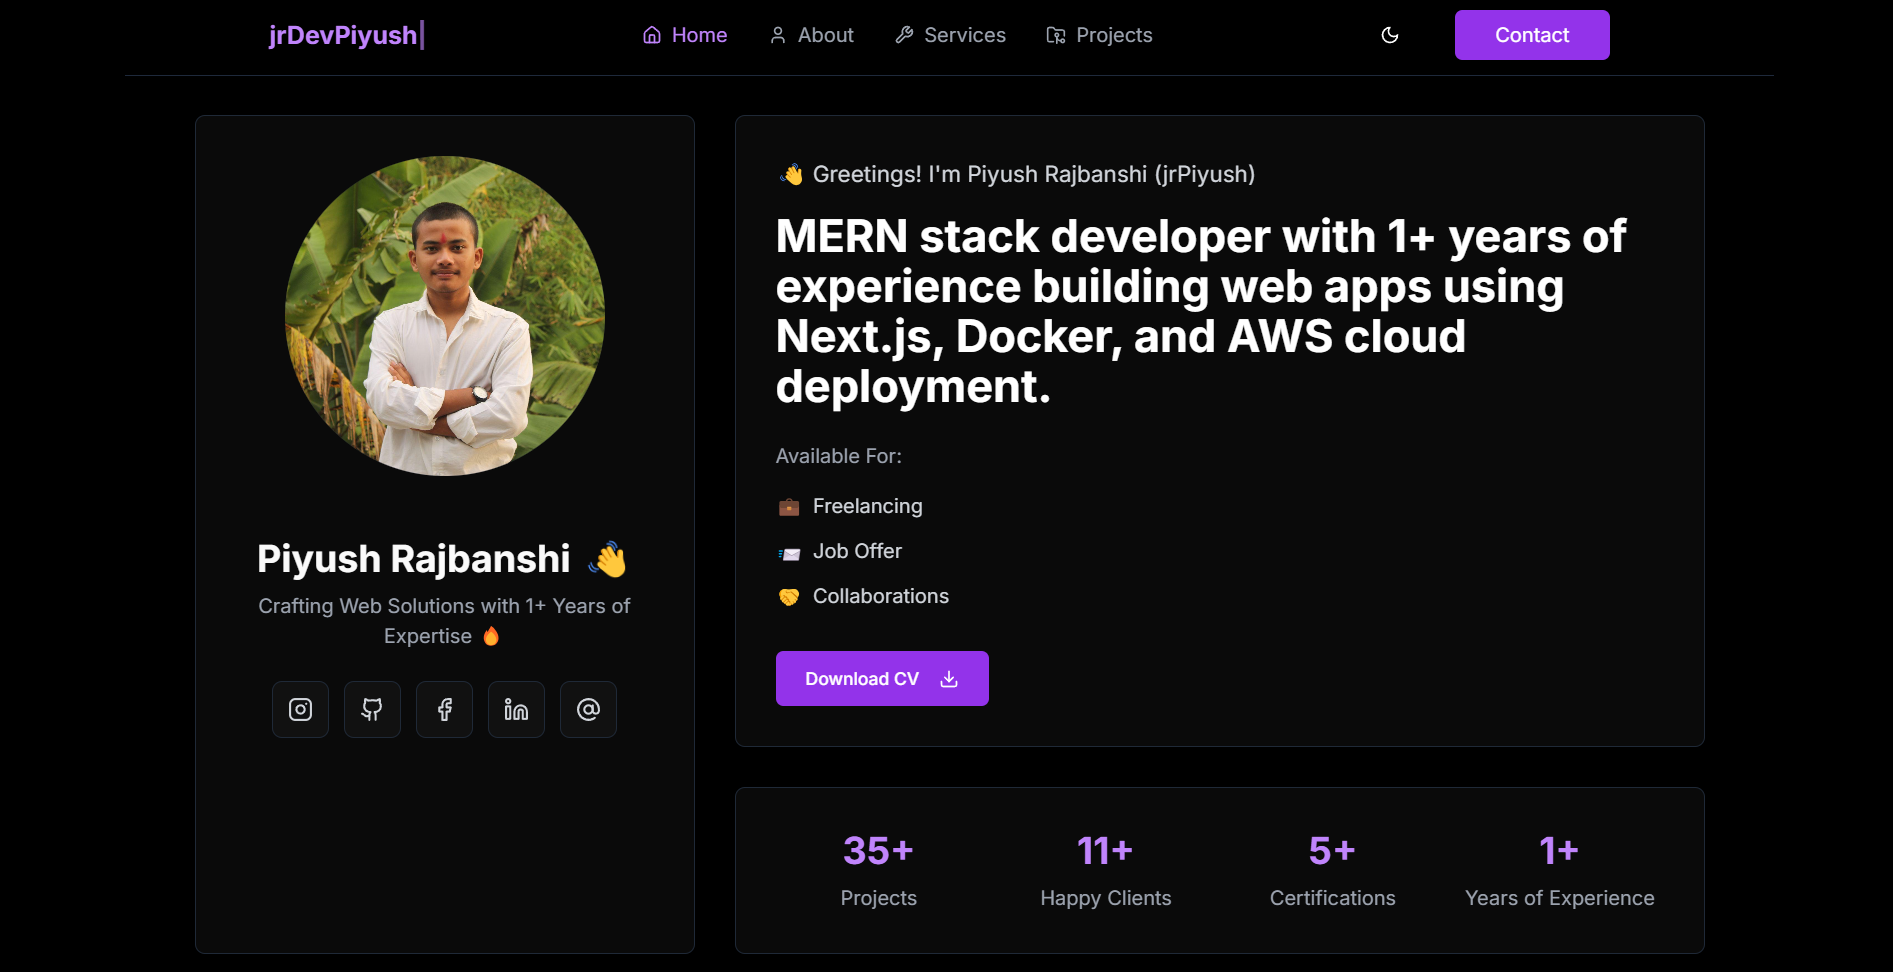 jrDevPiyush|
Home
About
Services
Projects
Contact
Piyush Rajbanshi 👋
Crafting Web Solutions with 1+ Years of
Expertise 🔥
👋 Greetings! I'm Piyush Rajbanshi (jrPiyush)
MERN stack developer with 1+ years of
experience building web apps using
Next.js, Docker, and AWS cloud
deployment.
Available For:
💼 Freelancing
📨 Job Offer
🤝 Collaborations
Download CV
35+
Projects
11+
Happy Clients
5+
Certifications
1+
Years of Experience